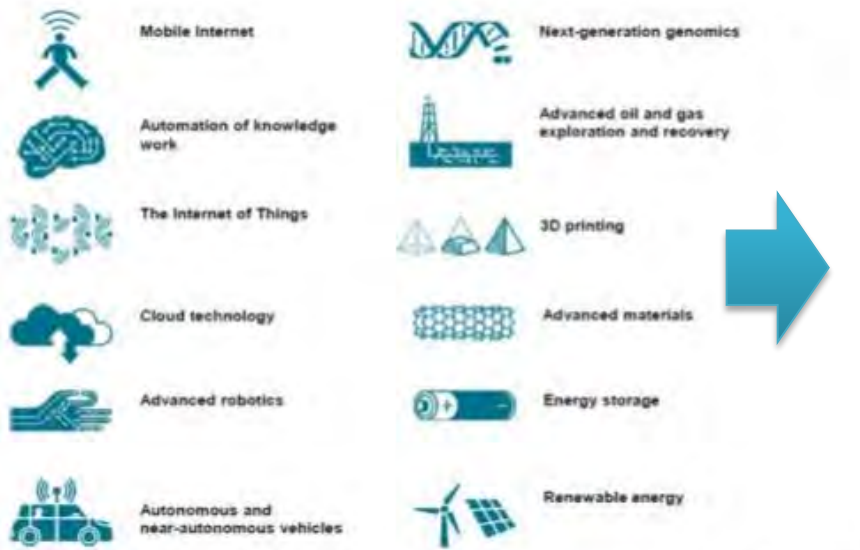 Mobile Internet
Automation of knowledge
work
The Internet of Things
Cloud technology
Advanced robotics
Autonomous and
near-autonomous vehicles
Next-generation genomics
Advanced oil and gas
exploration and recovery
3D printing
Advanced materials
Energy storage
Renewable energy